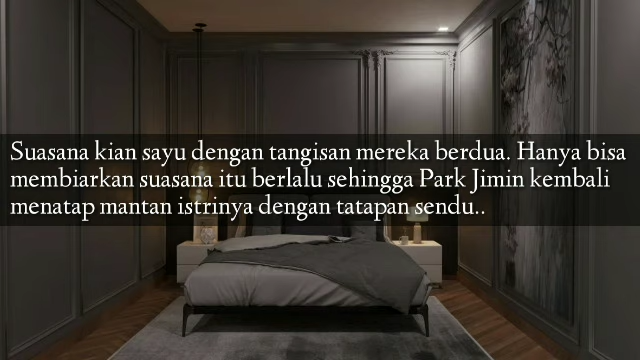 Suasana kian sayu dengan tangisan mereka berdua. Hanya bisa
membiarkan suasana itu berlalu sehingga Park Jimin kembali
menatap mantan istrinya dengan tatapan sendu..